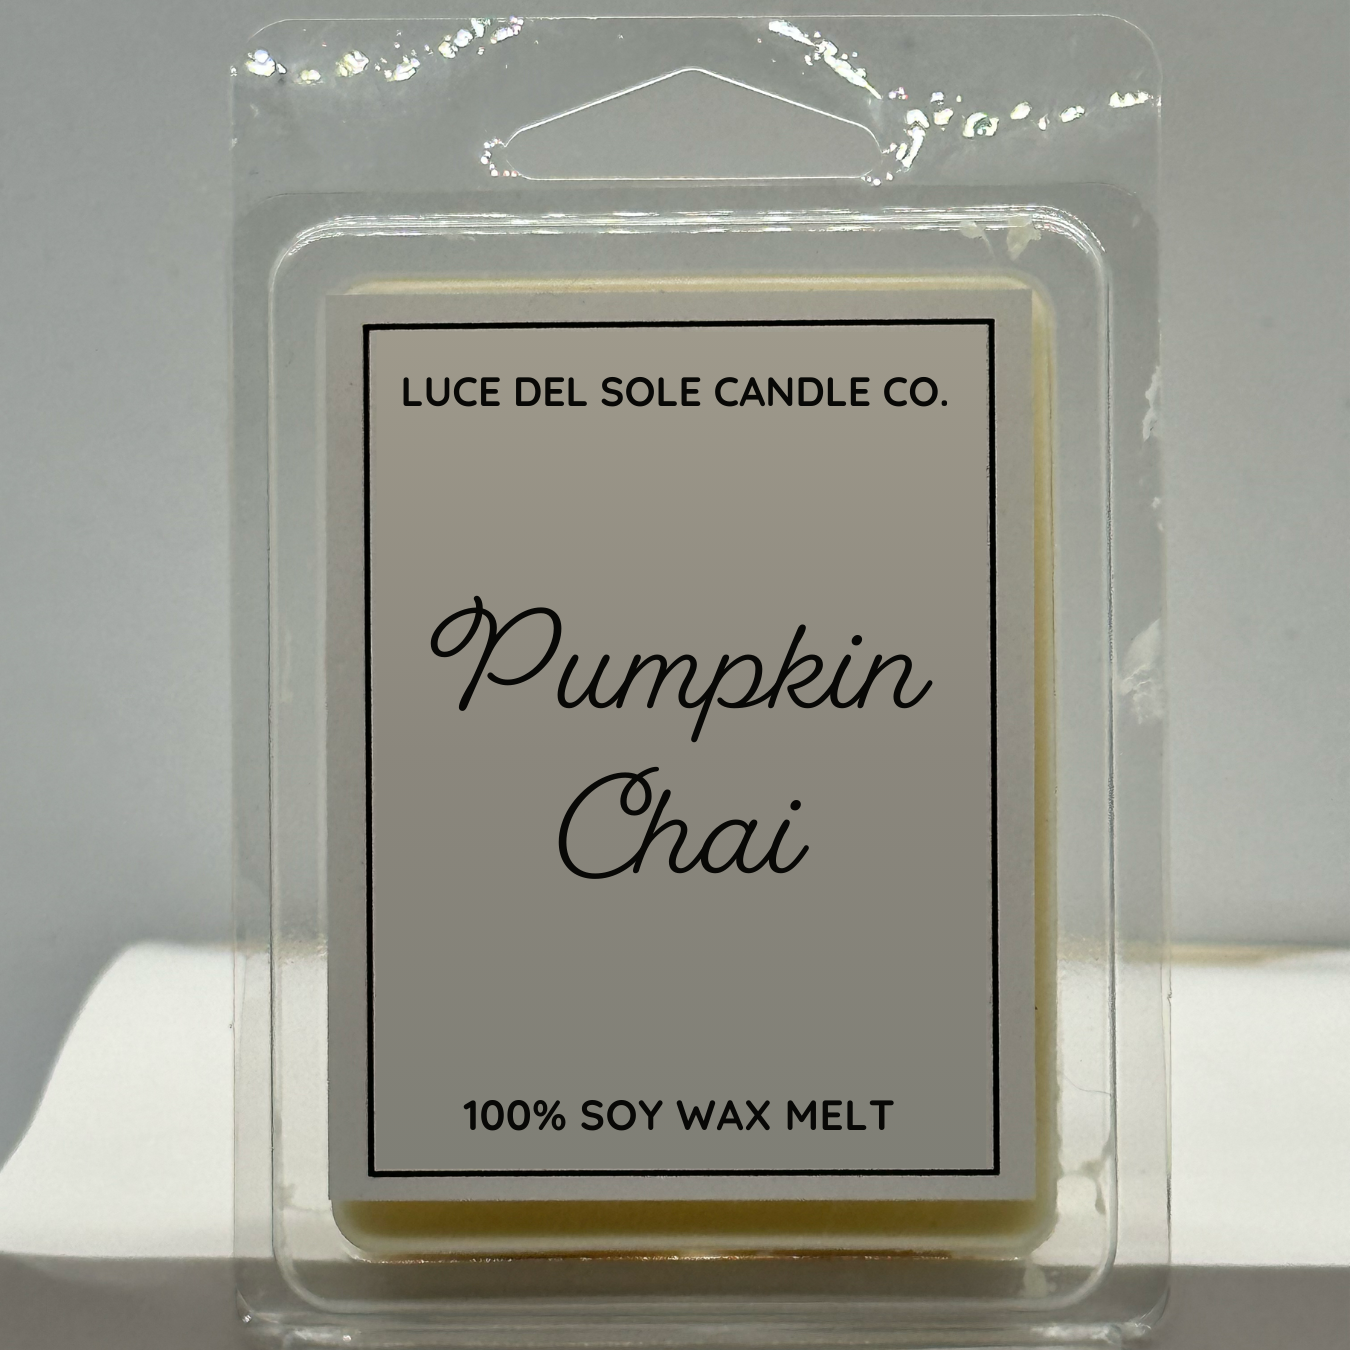 LUCE DEL SOLE CANDLE CO.
Pumpkin
Chai
100% SOY WAX MELT